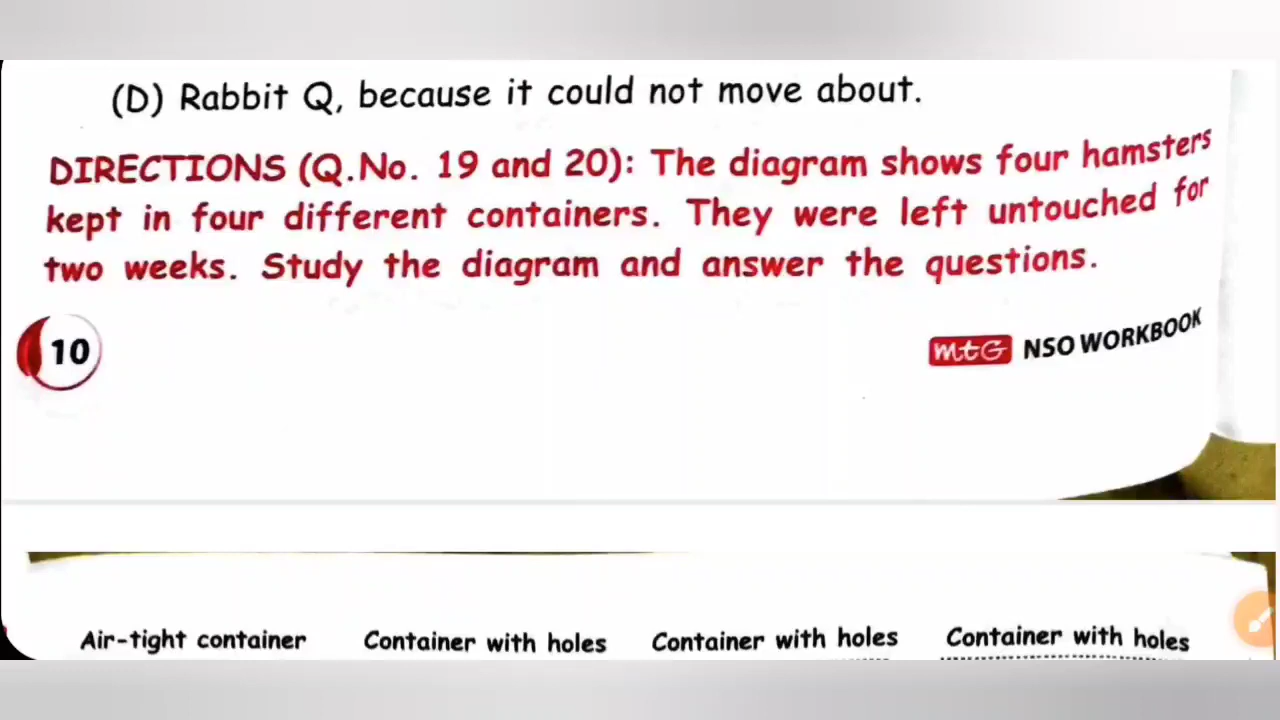 (D) Rabbit Q, because it could not move about.
DIRECTIONS (Q.No. 19 and 20): The diagram shows four hamsters
kept in four different containers. They were left untouched for
two weeks. Study the diagram and answer the questions.
10
mtG NSO WORKBOOK
Air-tight container Container with holes Container with holes Container with holes